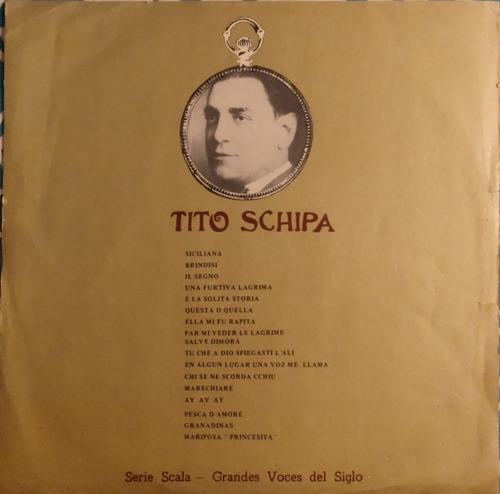 TITO SCHIPA
SICILIANA
BRINDISI
IL SEGNO
UNA FURTIVA LAGRIMA
E LA SOLITA STORIA
QUESTA O QUELLA
ELLA MI FU RAPITA
PAR MI VEDER LE LAGRIME
SALVE DIMORA
TU CHE A DIO SPIEGASTI L'ALI
EN ALGUN LUGAR UNA VOZ ME LLAMA
CHI SE NE SCORDA CCHIU
MARECHIARE
AY AY AY
PESCA D'AMORE
GRANADINAS
MARIPOSA "PRINCESITA"
Serie Scala — Grandes Voces del Siglo